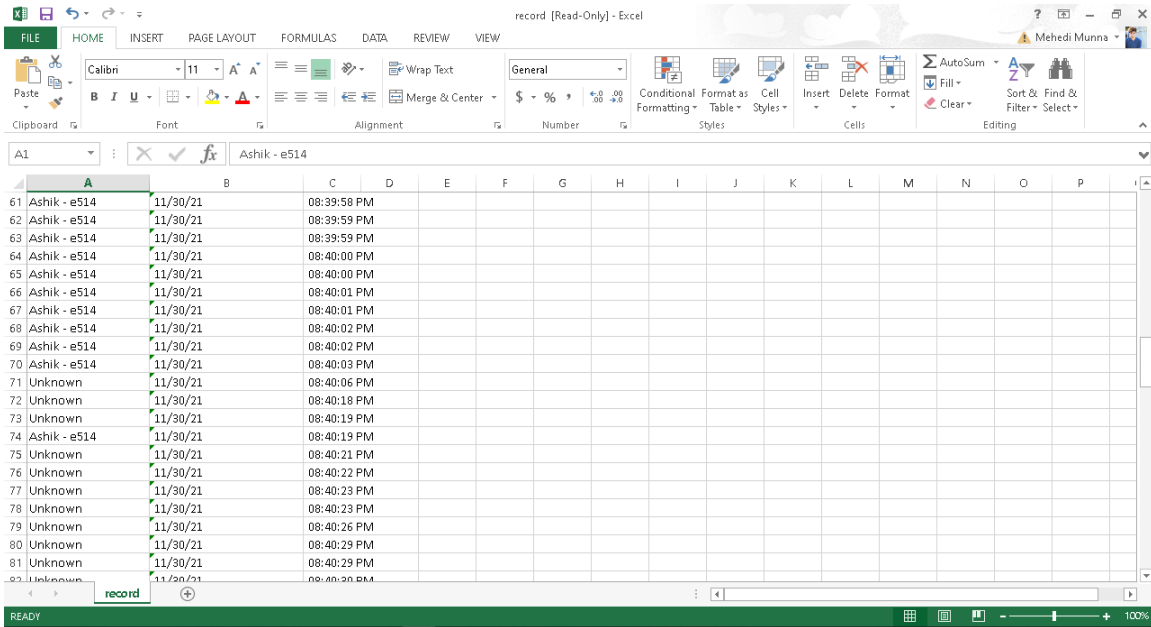 record [Read-Only] - Excel
FILE HOME INSERT PAGE LAYOUT FORMULAS DATA REVIEW VIEW Mehedi Munna
Paste
Calibri 11
B I U
Wrap Text
Merge & Center
General
$ % ,
Conditional Formatting
Format as Table
Cell Styles
Insert Delete Format
AutoSum
Fill
Clear
Sort & Filter
Find & Select
Clipboard Font Alignment Number Styles Cells Editing
A1 fx Ashik - e514
A B C D E F G H I J K L M N O P
61 Ashik - e514 11/30/21 08:39:58 PM
62 Ashik - e514 11/30/21 08:39:59 PM
63 Ashik - e514 11/30/21 08:39:59 PM
64 Ashik - e514 11/30/21 08:40:00 PM
65 Ashik - e514 11/30/21 08:40:00 PM
66 Ashik - e514 11/30/21 08:40:01 PM
67 Ashik - e514 11/30/21 08:40:01 PM
68 Ashik - e514 11/30/21 08:40:02 PM
69 Ashik - e514 11/30/21 08:40:02 PM
70 Ashik - e514 11/30/21 08:40:03 PM
71 Unknown 11/30/21 08:40:06 PM
72 Unknown 11/30/21 08:40:18 PM
73 Unknown 11/30/21 08:40:19 PM
74 Ashik - e514 11/30/21 08:40:19 PM
75 Unknown 11/30/21 08:40:21 PM
76 Unknown 11/30/21 08:40:22 PM
77 Unknown 11/30/21 08:40:23 PM
78 Unknown 11/30/21 08:40:23 PM
79 Unknown 11/30/21 08:40:26 PM
80 Unknown 11/30/21 08:40:29 PM
81 Unknown 11/30/21 08:40:29 PM
82 Unknown 11/30/21 08:40:30 PM
record
READY 100%